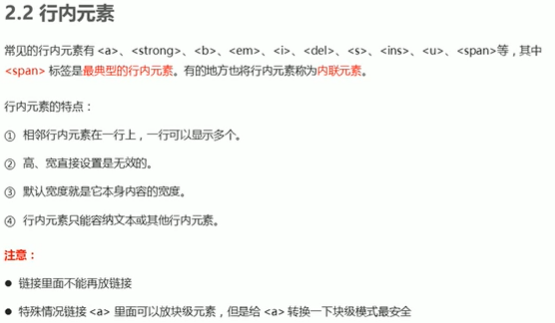 2.2 行内元素
常见的行内元素有 <a>、<strong>、<b>、<em>、<i>、<del>、<s>、<ins>、<u>、<span>等，其中
<span> 标签是最典型的行内元素。有的地方也将行内元素称为内联元素。
行内元素的特点：
① 相邻行内元素在一行上，一行可以显示多个。
② 高、宽直接设置是无效的。
③ 默认宽度就是它本身内容的宽度。
④ 行内元素只能容纳文本或其他行内元素。
注意：
● 链接里面不能再放链接
● 特殊情况链接 <a> 里面可以放块级元素，但是给 <a> 转换一下块级模式最安全